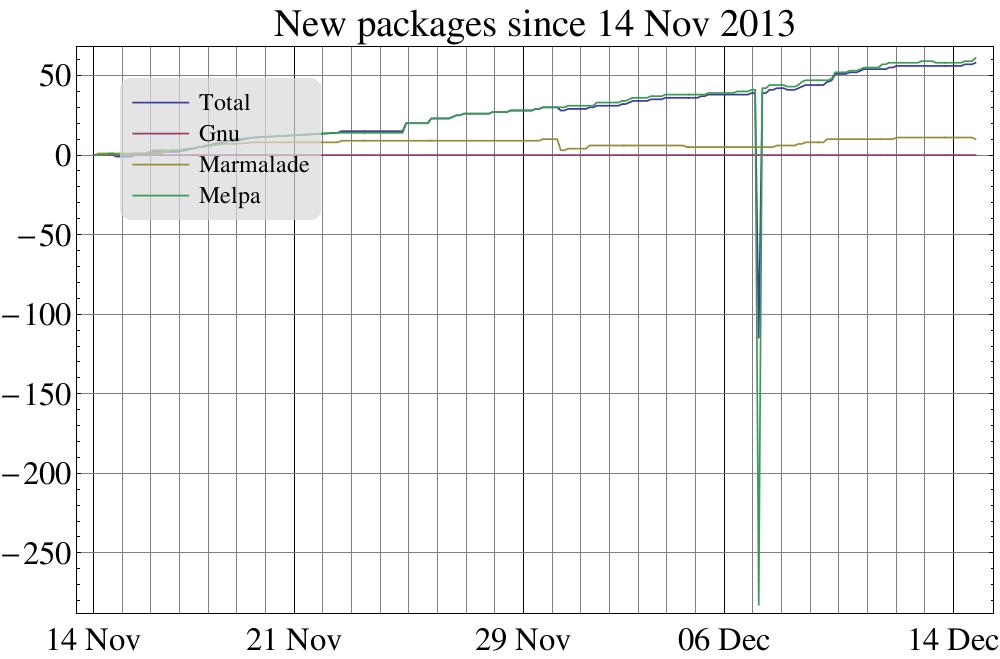 New packages since 14 Nov 2013
50
Total
Gnu
0
Marmalade
Melpa
−50
−100
−150
−200
−250
14 Nov 21 Nov 29 Nov 06 Dec 14 Dec